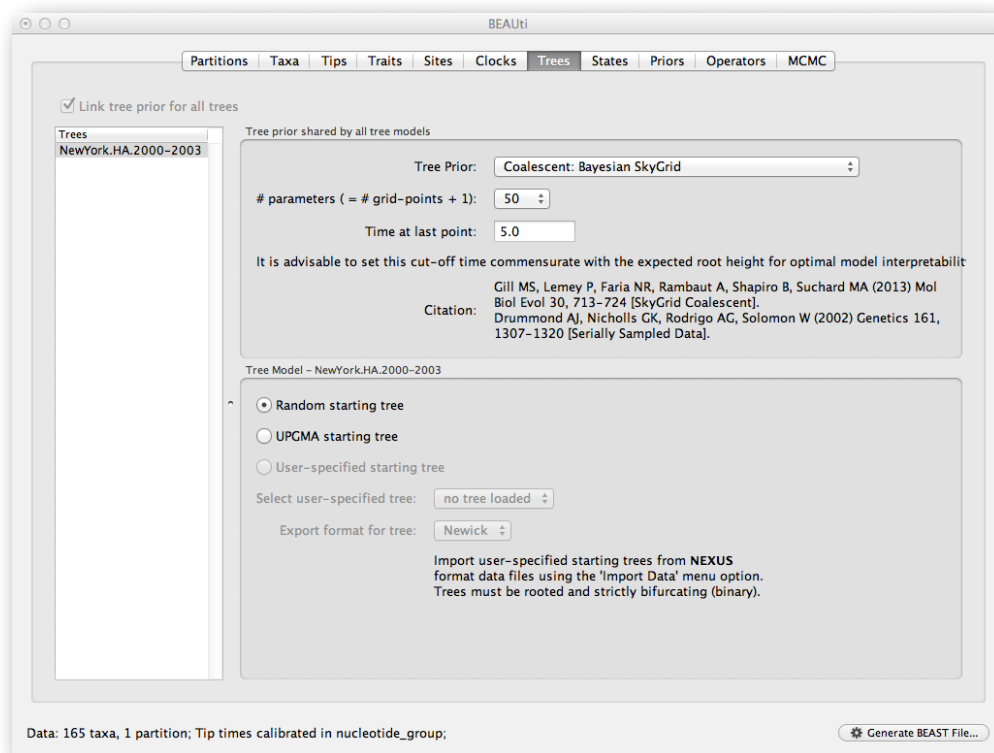 BEAUti
Partitions Taxa Tips Traits Sites Clocks Trees States Priors Operators MCMC
Link tree prior for all trees
Trees
NewYork.HA.2000-2003
Tree prior shared by all tree models
Tree Prior: Coalescent: Bayesian SkyGrid
# parameters ( = # grid-points + 1): 50
Time at last point: 5.0
It is advisable to set this cut-off time commensurate with the expected root height for optimal model interpretabilit
Citation:
Gill MS, Lemey P, Faria NR, Rambaut A, Shapiro B, Suchard MA (2013) Mol
Biol Evol 30, 713-724 [SkyGrid Coalescent].
Drummond AJ, Nicholls GK, Rodrigo AG, Solomon W (2002) Genetics 161,
1307-1320 [Serially Sampled Data].
Tree Model - NewYork.HA.2000-2003
Random starting tree
UPGMA starting tree
User-specified starting tree
Select user-specified tree: no tree loaded
Export format for tree: Newick
Import user-specified starting trees from NEXUS
format data files using the 'Import Data' menu option.
Trees must be rooted and strictly bifurcating (binary).
Data: 165 taxa, 1 partition; Tip times calibrated in nucleotide_group;
Generate BEAST File...